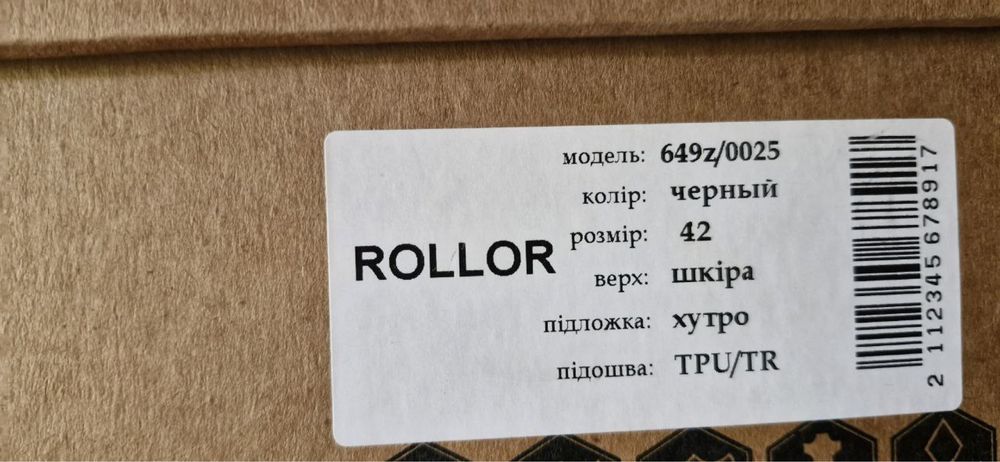 ROLLOR
модель: 649z/0025
колір: черный
розмір: 42
верх: шкіра
підложка: хутро
підошва: TPU/TR
2 112345 678917